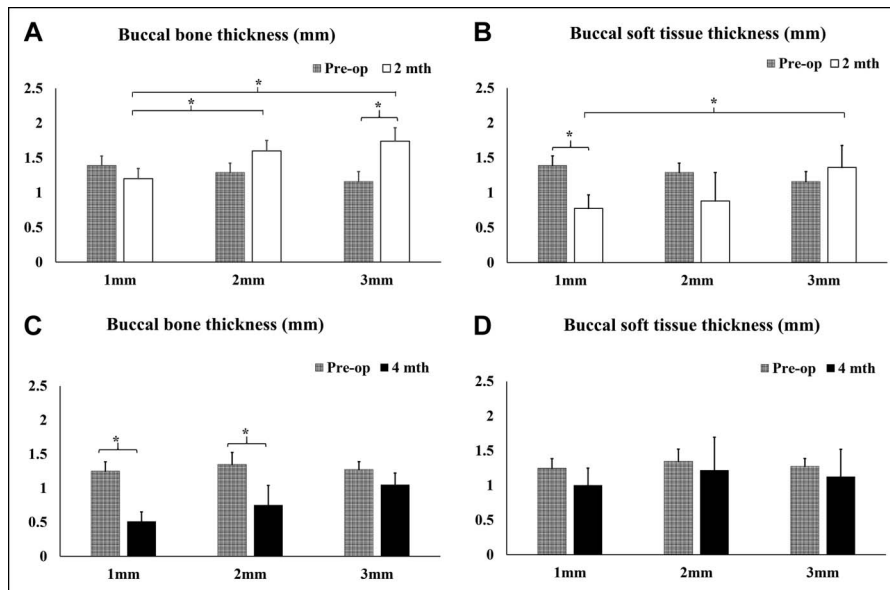 A
Buccal bone thickness (mm)
Pre-op 2 mth
2.5
2
1.5
1
0.5
0
* * *
1mm 2mm 3mm
B
Buccal soft tissue thickness (mm)
Pre-op 2 mth
2.5
2
1.5
1
0.5
0
* *
1mm 2mm 3mm
C
Buccal bone thickness (mm)
Pre-op 4 mth
2.5
2
1.5
1
0.5
0
* *
1mm 2mm 3mm
D
Buccal soft tissue thickness (mm)
Pre-op 4 mth
2.5
2
1.5
1
0.5
0
1mm 2mm 3mm